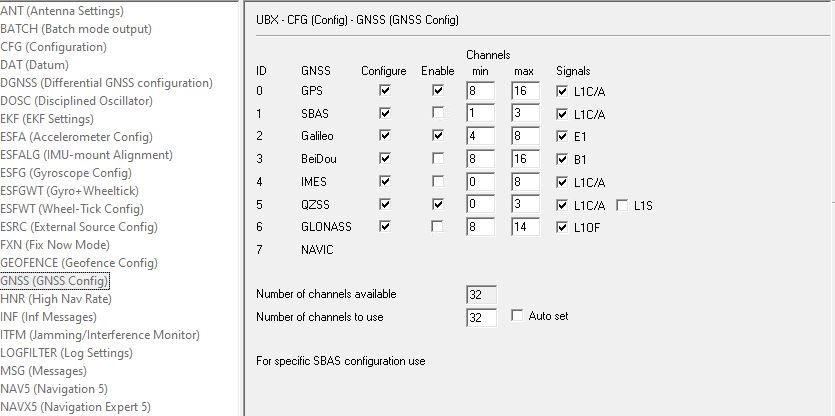 ANT (Antenna Settings)
BATCH (Batch mode output)
CFG (Configuration)
DAT (Datum)
DGNSS (Differential GNSS configuration)
DOSC (Disciplined Oscillator)
EKF (EKF Settings)
ESFA (Accelerometer Config)
ESFALG (IMU-mount Alignment)
ESFG (Gyroscope Config)
ESFGWT (Gyro+Wheeltick)
ESFWT (Wheel-Tick Config)
ESRC (External Source Config)
FXN (Fix Now Mode)
GEOFENCE (Geofence Config)
GNSS (GNSS Config)
HNR (High Nav Rate)
INF (Inf Messages)
ITFM (Jamming/Interference Monitor)
LOGFILTER (Log Settings)
MSG (Messages)
NAV5 (Navigation 5)
NAVX5 (Navigation Expert 5)
UBX - CFG (Config) - GNSS (GNSS Config)
Channels
ID GNSS Configure Enable min max Signals
0 GPS 8 16 L1C/A
1 SBAS 1 3 L1C/A
2 Galileo 4 8 E1
3 BeiDou 8 16 B1
4 IMES 0 8 L1C/A
5 QZSS 0 3 L1C/A L1S
6 GLONASS 8 14 L1OF
7 NAVIC
Number of channels available 32
Number of channels to use 32 Auto set
For specific SBAS configuration use